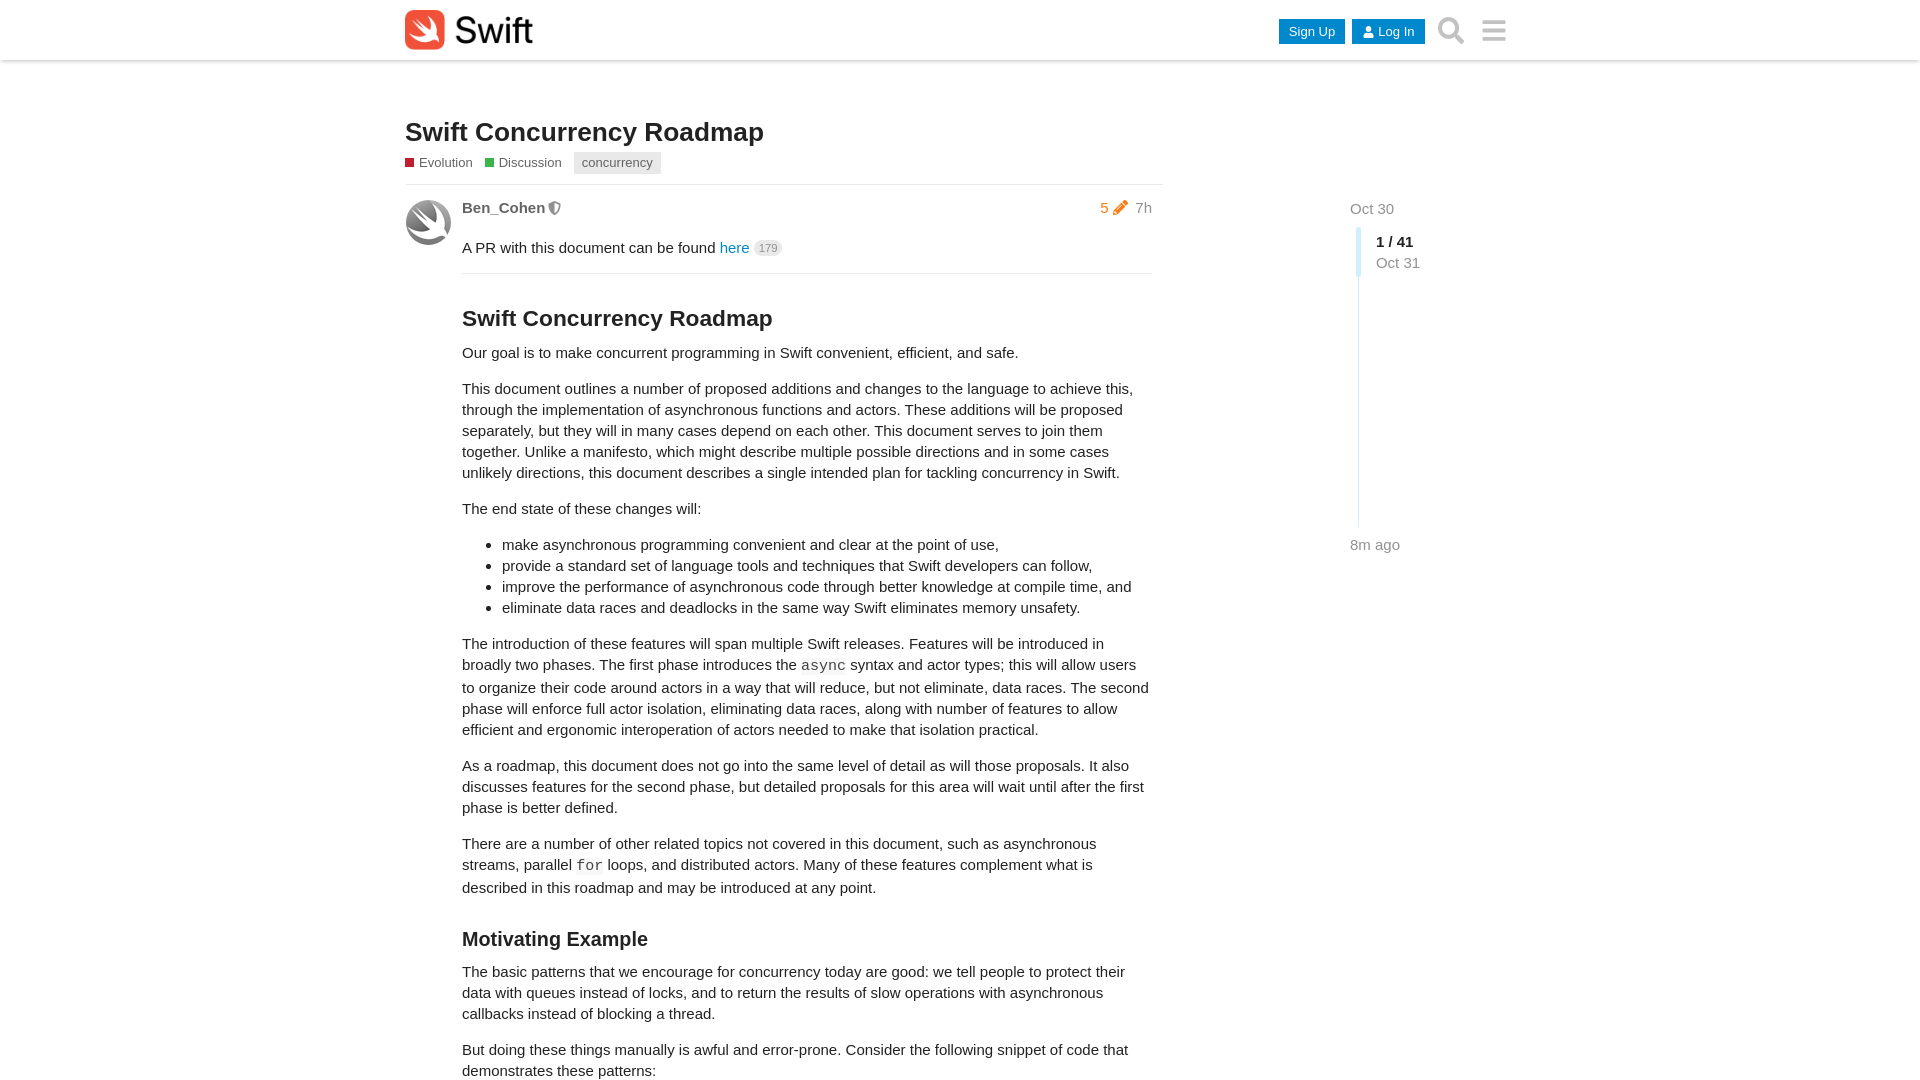 Swift
Sign Up
Log In
Swift Concurrency Roadmap
Evolution
Discussion
concurrency
Ben_Cohen
5
7h
A PR with this document can be found here 179
Swift Concurrency Roadmap
Our goal is to make concurrent programming in Swift convenient, efficient, and safe.
This document outlines a number of proposed additions and changes to the language to achieve this,
through the implementation of asynchronous functions and actors. These additions will be proposed
separately, but they will in many cases depend on each other. This document serves to join them
together. Unlike a manifesto, which might describe multiple possible directions and in some cases
unlikely directions, this document describes a single intended plan for tackling concurrency in Swift.
The end state of these changes will:
make asynchronous programming convenient and clear at the point of use,
provide a standard set of language tools and techniques that Swift developers can follow,
improve the performance of asynchronous code through better knowledge at compile time, and
eliminate data races and deadlocks in the same way Swift eliminates memory unsafety.
The introduction of these features will span multiple Swift releases. Features will be introduced in
broadly two phases. The first phase introduces the async syntax and actor types; this will allow users
to organize their code around actors in a way that will reduce, but not eliminate, data races. The second
phase will enforce full actor isolation, eliminating data races, along with number of features to allow
efficient and ergonomic interoperation of actors needed to make that isolation practical.
As a roadmap, this document does not go into the same level of detail as will those proposals. It also
discusses features for the second phase, but detailed proposals for this area will wait until after the first
phase is better defined.
There are a number of other related topics not covered in this document, such as asynchronous
streams, parallel for loops, and distributed actors. Many of these features complement what is
described in this roadmap and may be introduced at any point.
Motivating Example
The basic patterns that we encourage for concurrency today are good: we tell people to protect their
data with queues instead of locks, and to return the results of slow operations with asynchronous
callbacks instead of blocking a thread.
But doing these things manually is awful and error-prone. Consider the following snippet of code that
demonstrates these patterns:
Oct 30
1 / 41
Oct 31
8m ago